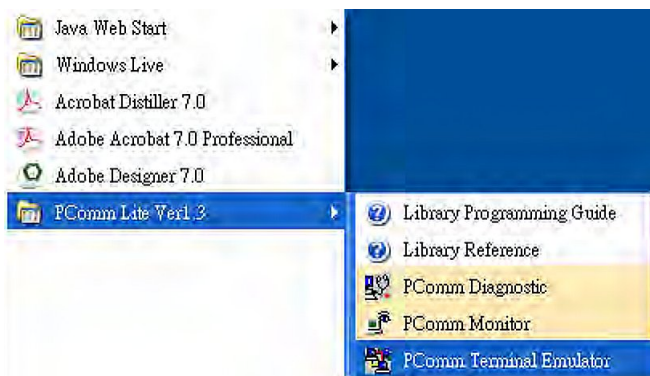 Java Web Start
Windows Live
Acrobat Distiller 7.0
Adobe Acrobat 7.0 Professional
Adobe Designer 7.0
PComm Lite Ver1.3
Library Programming Guide
Library Reference
PComm Diagnostic
PComm Monitor
PComm Terminal Emulator